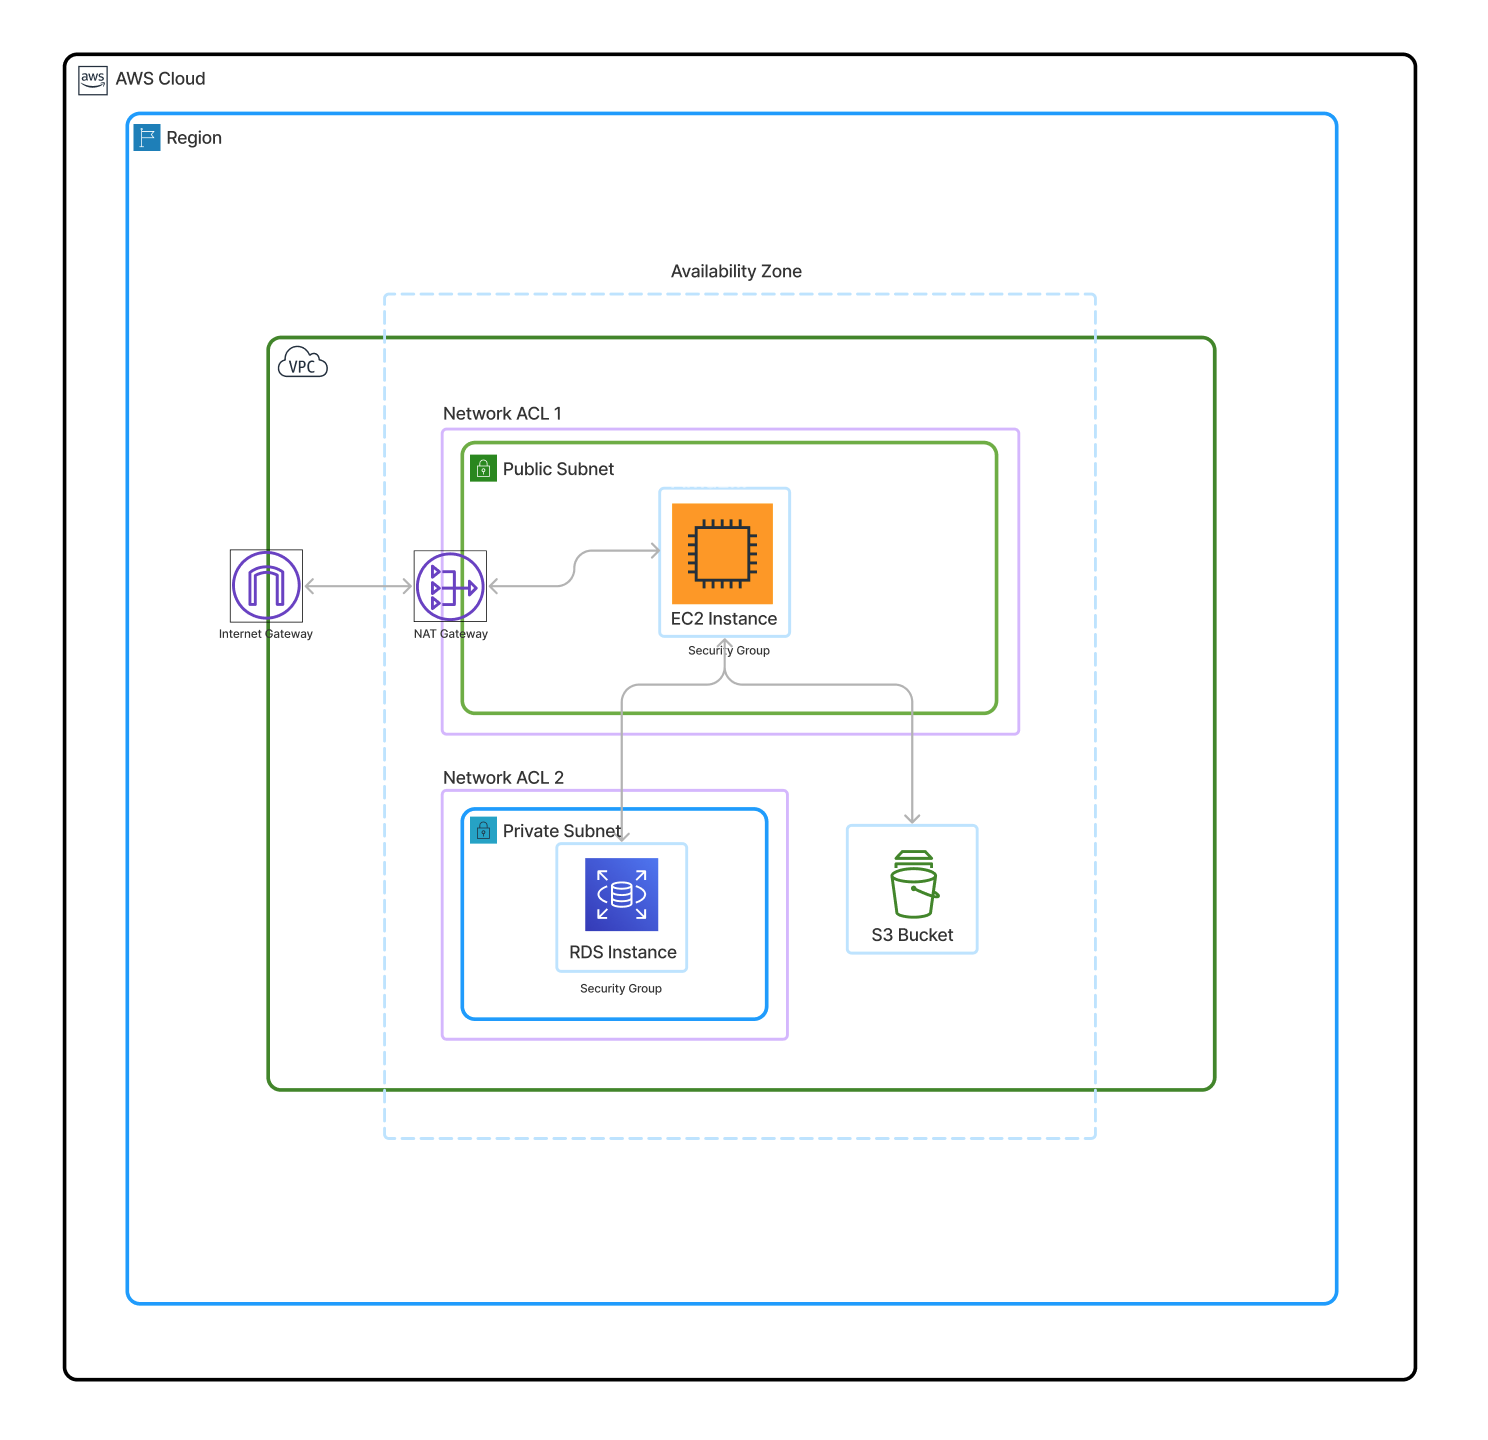 aws
AWS Cloud
Region
Availability Zone
VPC
Network ACL 1
Public Subnet
EC2 Instance
Security Group
Internet Gateway
NAT Gateway
Network ACL 2
Private Subnet
RDS Instance
Security Group
S3 Bucket